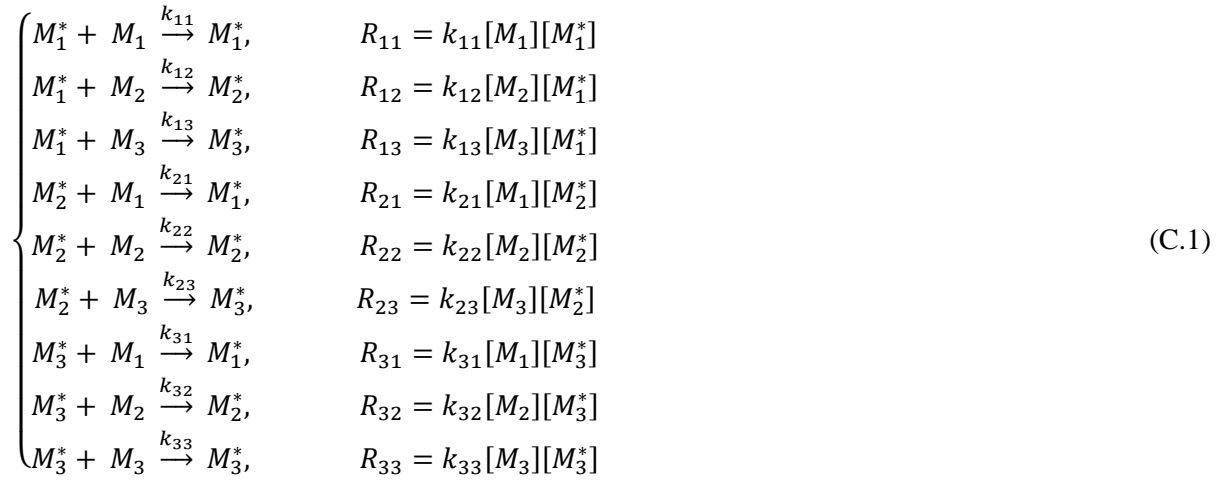 M₁* + M₁ —k₁₁→ M₁*, R₁₁ = k₁₁[M₁][M₁*]
M₁* + M₂ —k₁₂→ M₂*, R₁₂ = k₁₂[M₂][M₁*]
M₁* + M₃ —k₁₃→ M₃*, R₁₃ = k₁₃[M₃][M₁*]
M₂* + M₁ —k₂₁→ M₁*, R₂₁ = k₂₁[M₁][M₂*]
M₂* + M₂ —k₂₂→ M₂*, R₂₂ = k₂₂[M₂][M₂*] (C.1)
M₂* + M₃ —k₂₃→ M₃*, R₂₃ = k₂₃[M₃][M₂*]
M₃* + M₁ —k₃₁→ M₁*, R₃₁ = k₃₁[M₁][M₃*]
M₃* + M₂ —k₃₂→ M₂*, R₃₂ = k₃₂[M₂][M₃*]
M₃* + M₃ —k₃₃→ M₃*, R₃₃ = k₃₃[M₃][M₃*]